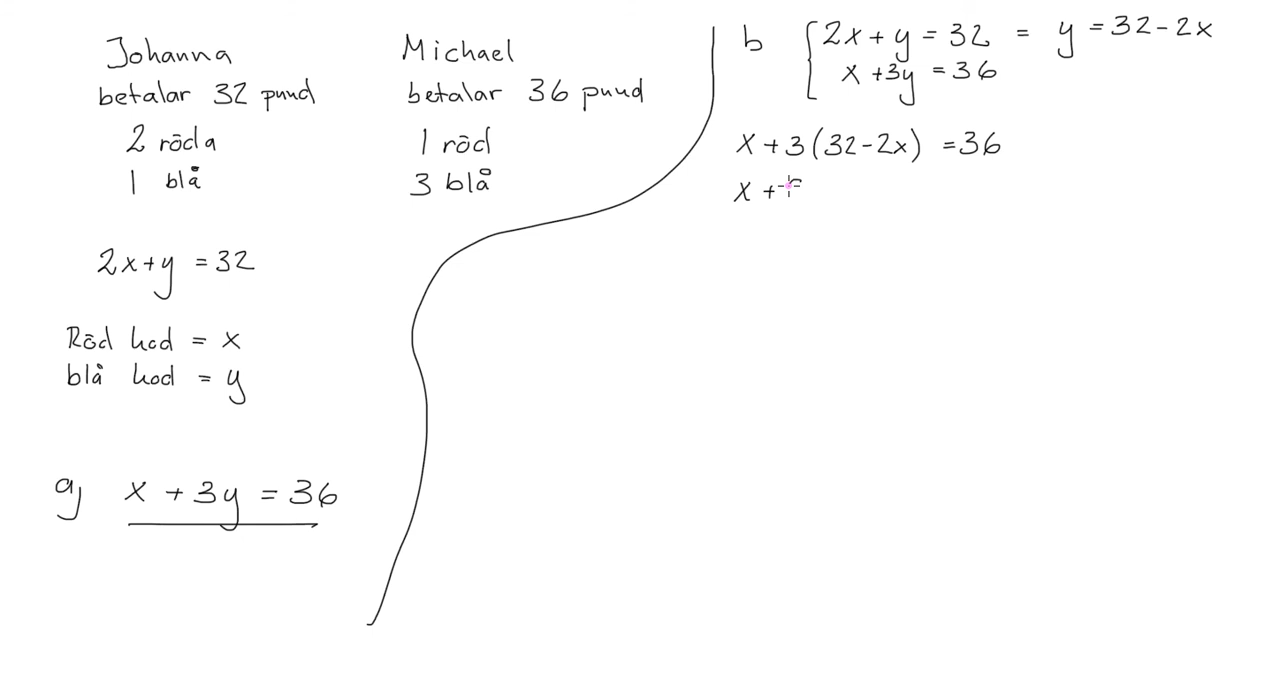 Johanna
betalar 32 pund
2 röda
1 blå
Michael
betalar 36 pund
1 röd
3 blå
2x+y = 32
Röd hod = x
blå hod = y
a) x + 3y = 36
b { 2x + y = 32 = y = 32 - 2x
x + 3y = 36
x + 3(32-2x) = 36
x +